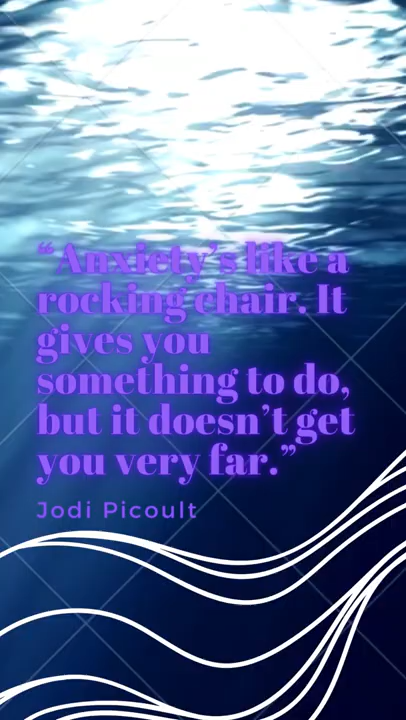 “Anxiety’s like a
rocking chair. It
gives you
something to do,
but it doesn’t get
you very far.”
Jodi Picoult